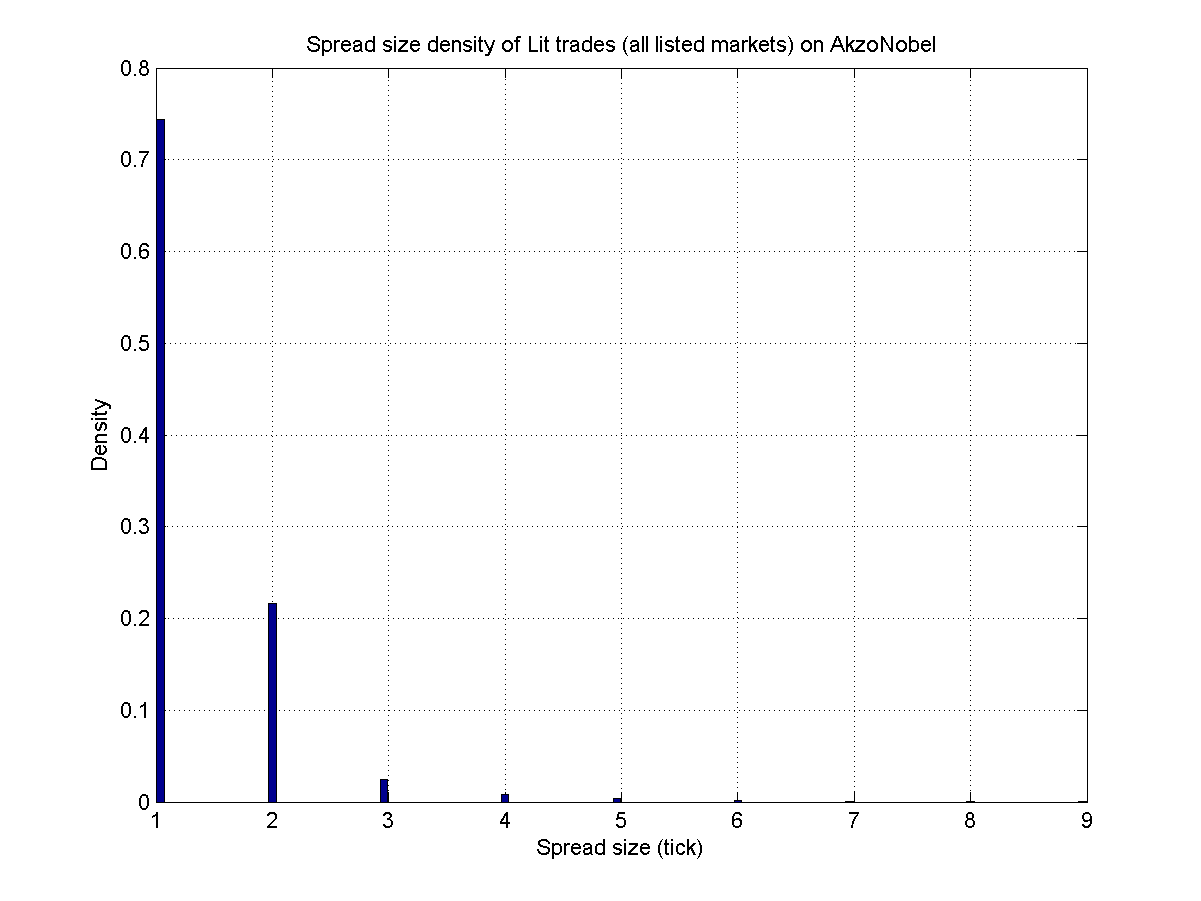 Spread size density of Lit trades (all listed markets) on AkzoNobel
0.8
0.7
0.6
0.5
0.4
0.3
0.2
0.1
0
Density
1 2 3 4 5 6 7 8 9
Spread size (tick)